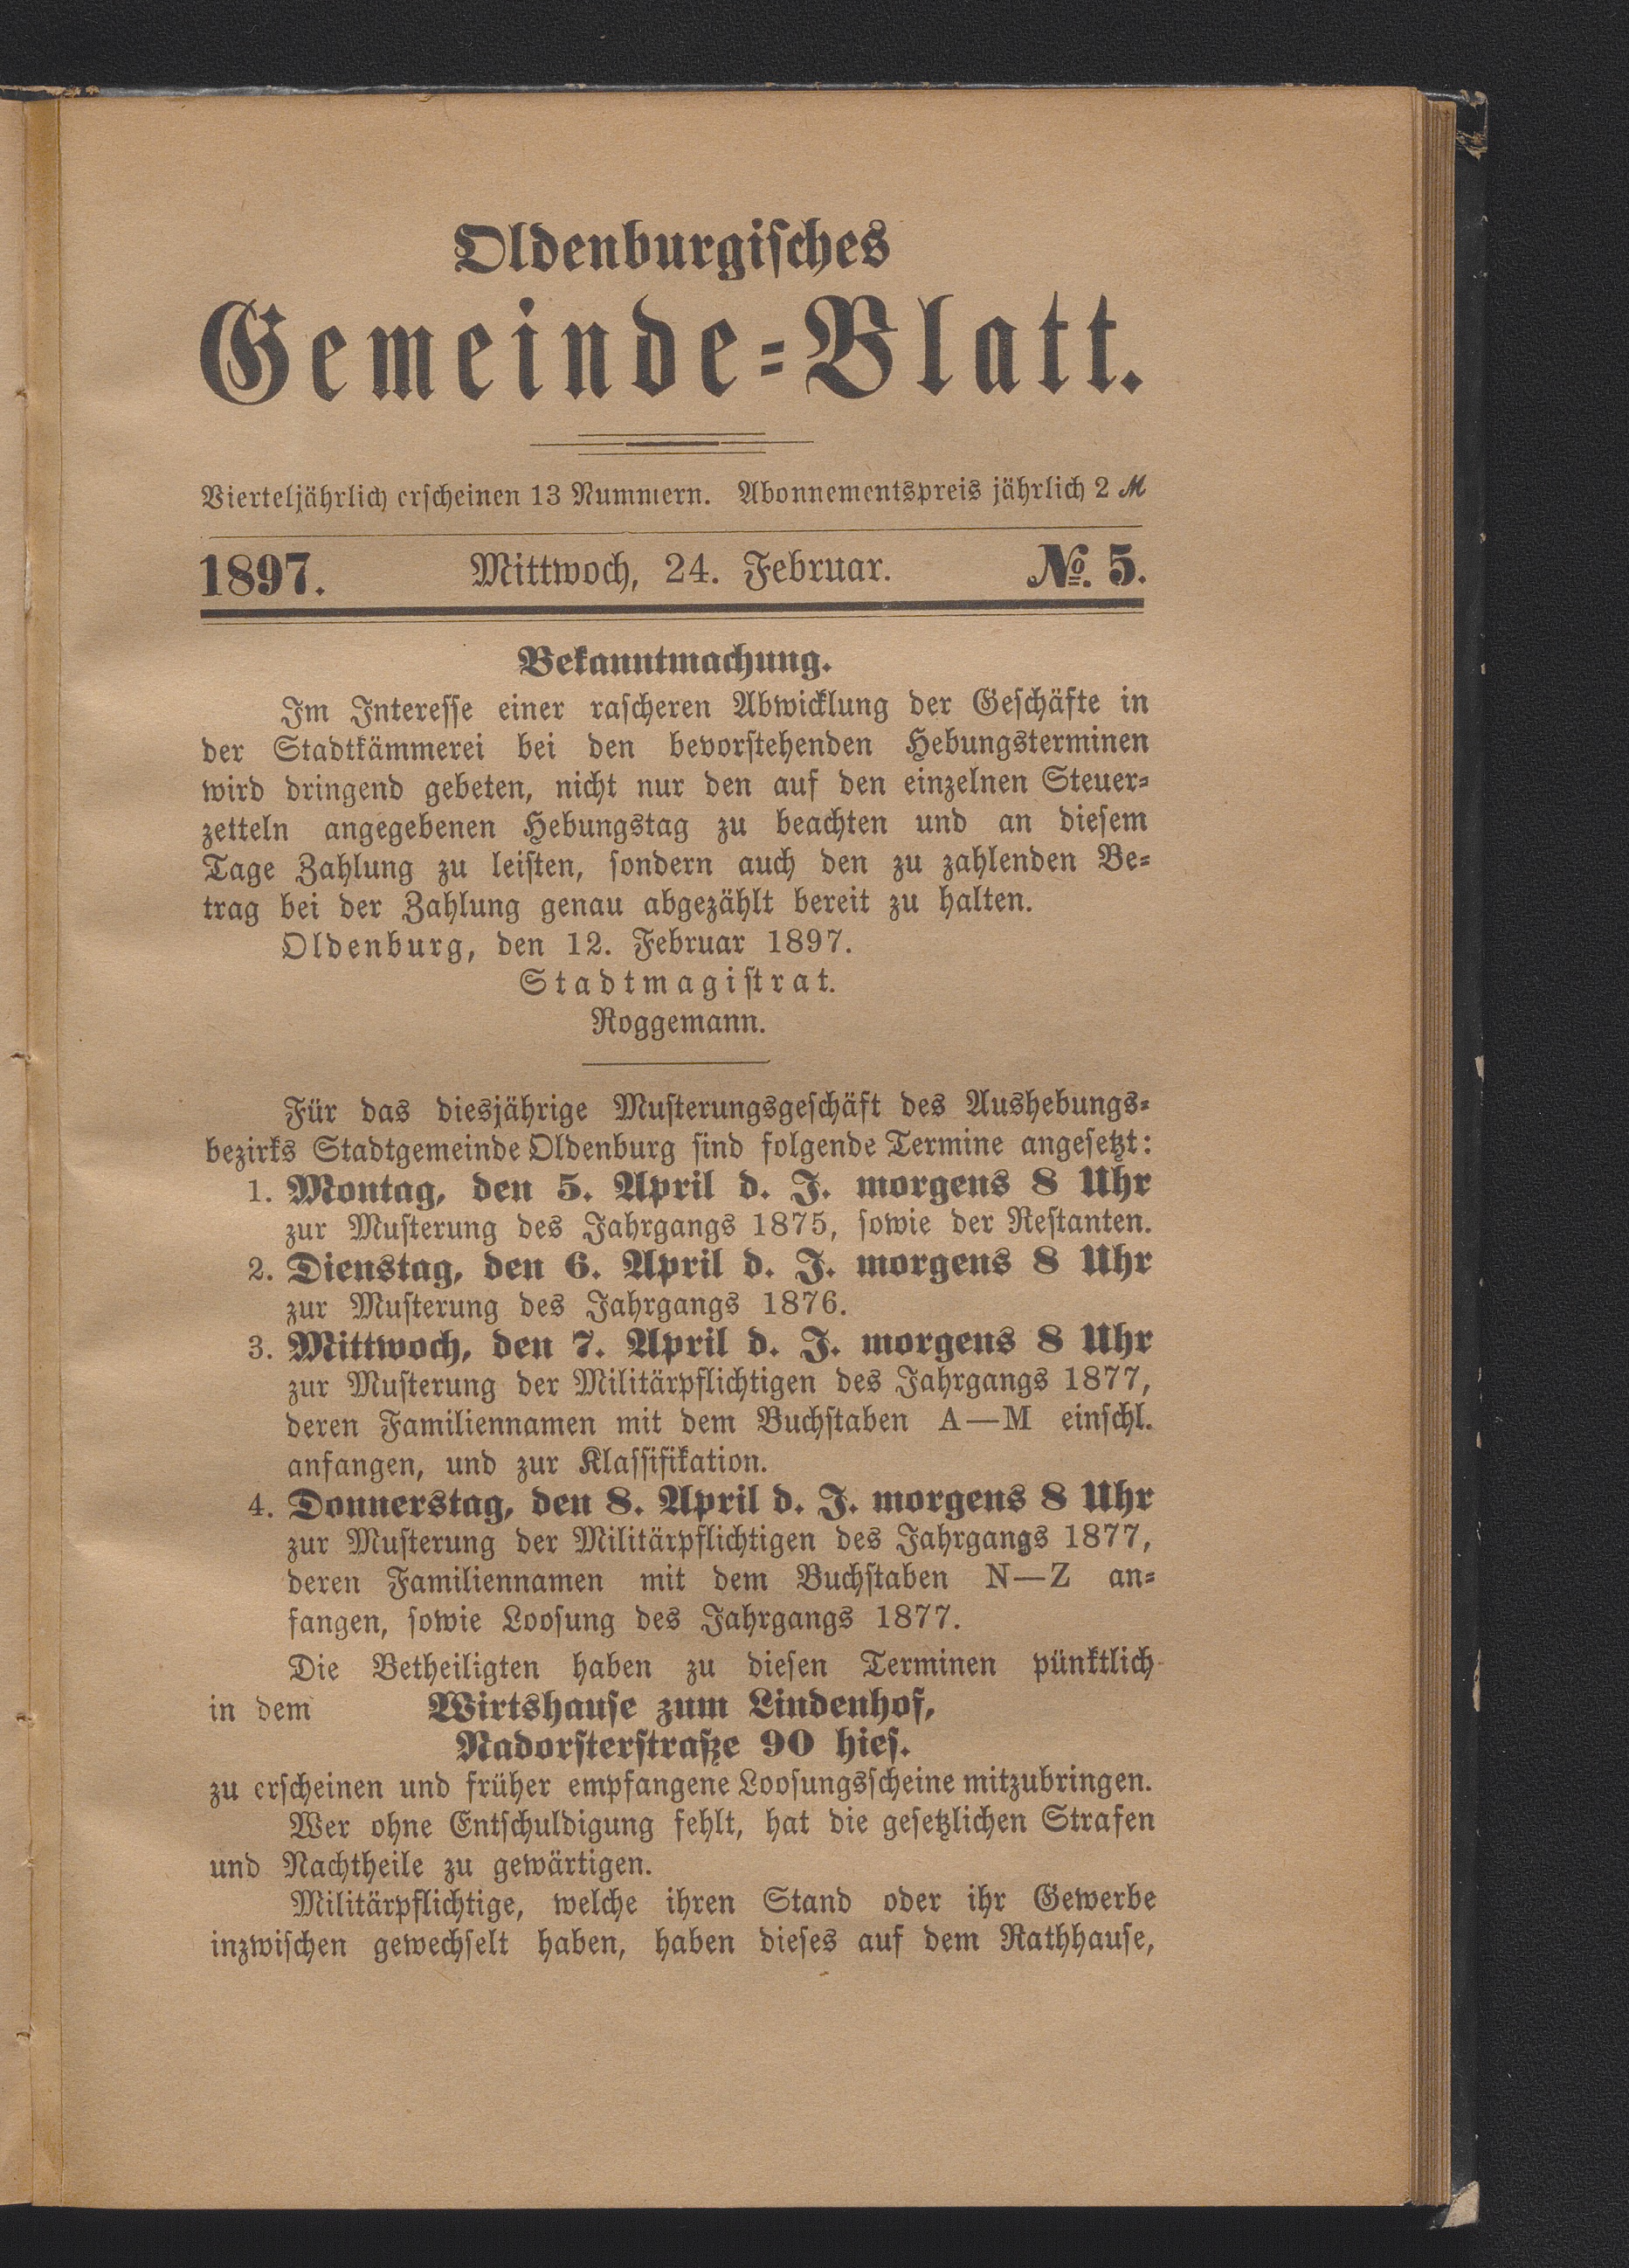 Oldenburgisches
Gemeinde-Blatt.
Vierteljährlich erscheinen 13 Nummern. Abonnementspreis jährlich 2 ℳ
1897. Mittwoch, 24. Februar. №. 5.
Bekanntmachung.
Im Interesse einer rascheren Abwicklung der Geschäfte in
der Stadtkämmerei bei den bevorstehenden Hebungsterminen
wird dringend gebeten, nicht nur den auf den einzelnen Steuer-
zetteln angegebenen Hebungstag zu beachten und an diesem
Tage Zahlung zu leisten, sondern auch den zu zahlenden Be-
trag bei der Zahlung genau abgezählt bereit zu halten.
Oldenburg, den 12. Februar 1897.
Stadtmagistrat.
Roggemann.
Für das diesjährige Musterungsgeschäft des Aushebungs-
bezirks Stadtgemeinde Oldenburg sind folgende Termine angesetzt:
1. Montag, den 5. April d. J. morgens 8 Uhr
zur Musterung des Jahrgangs 1875, sowie der Restanten.
2. Dienstag, den 6. April d. J. morgens 8 Uhr
zur Musterung des Jahrgangs 1876.
3. Mittwoch, den 7. April d. J. morgens 8 Uhr
zur Musterung der Militärpflichtigen des Jahrgangs 1877,
deren Familiennamen mit dem Buchstaben A—M einschl.
anfangen, und zur Klassifikation.
4. Donnerstag, den 8. April d. J. morgens 8 Uhr
zur Musterung der Militärpflichtigen des Jahrgangs 1877,
deren Familiennamen mit dem Buchstaben N—Z an-
fangen, sowie Loosung des Jahrgangs 1877.
Die Betheiligten haben zu diesen Terminen pünktlich
in dem Wirtshause zum Lindenhof,
Nadorsterstraße 90 hies.
zu erscheinen und früher empfangene Loosungsscheine mitzubringen.
Wer ohne Entschuldigung fehlt, hat die gesetzlichen Strafen
und Nachtheile zu gewärtigen.
Militärpflichtige, welche ihren Stand oder ihr Gewerbe
inzwischen gewechselt haben, haben dieses auf dem Rathhause,